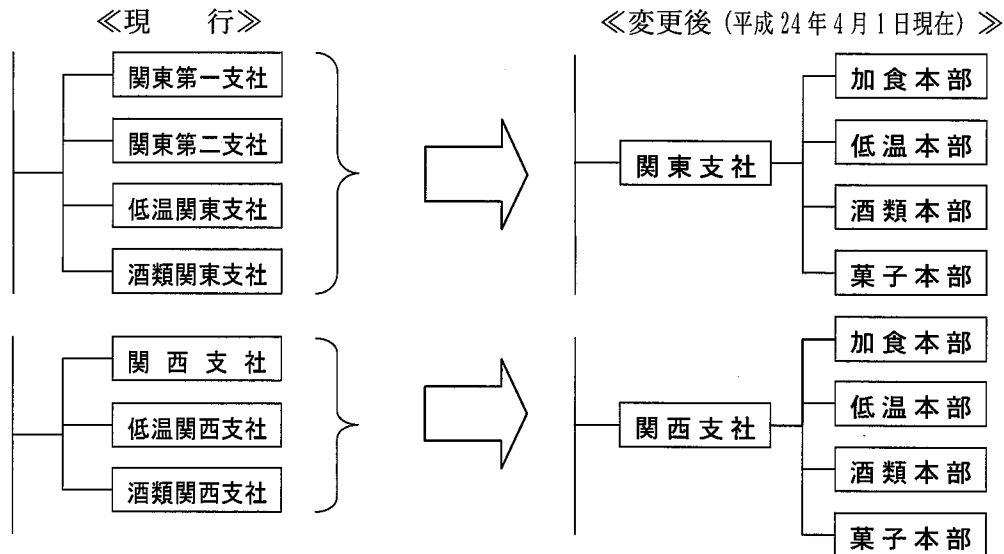 ≪現　　行≫
関東第一支社
関東第二支社
低温関東支社
酒類関東支社
関西支社
低温関西支社
酒類関西支社
≪変更後（平成24年4月1日現在）≫
関東支社
加食本部
低温本部
酒類本部
菓子本部
関西支社
加食本部
低温本部
酒類本部
菓子本部